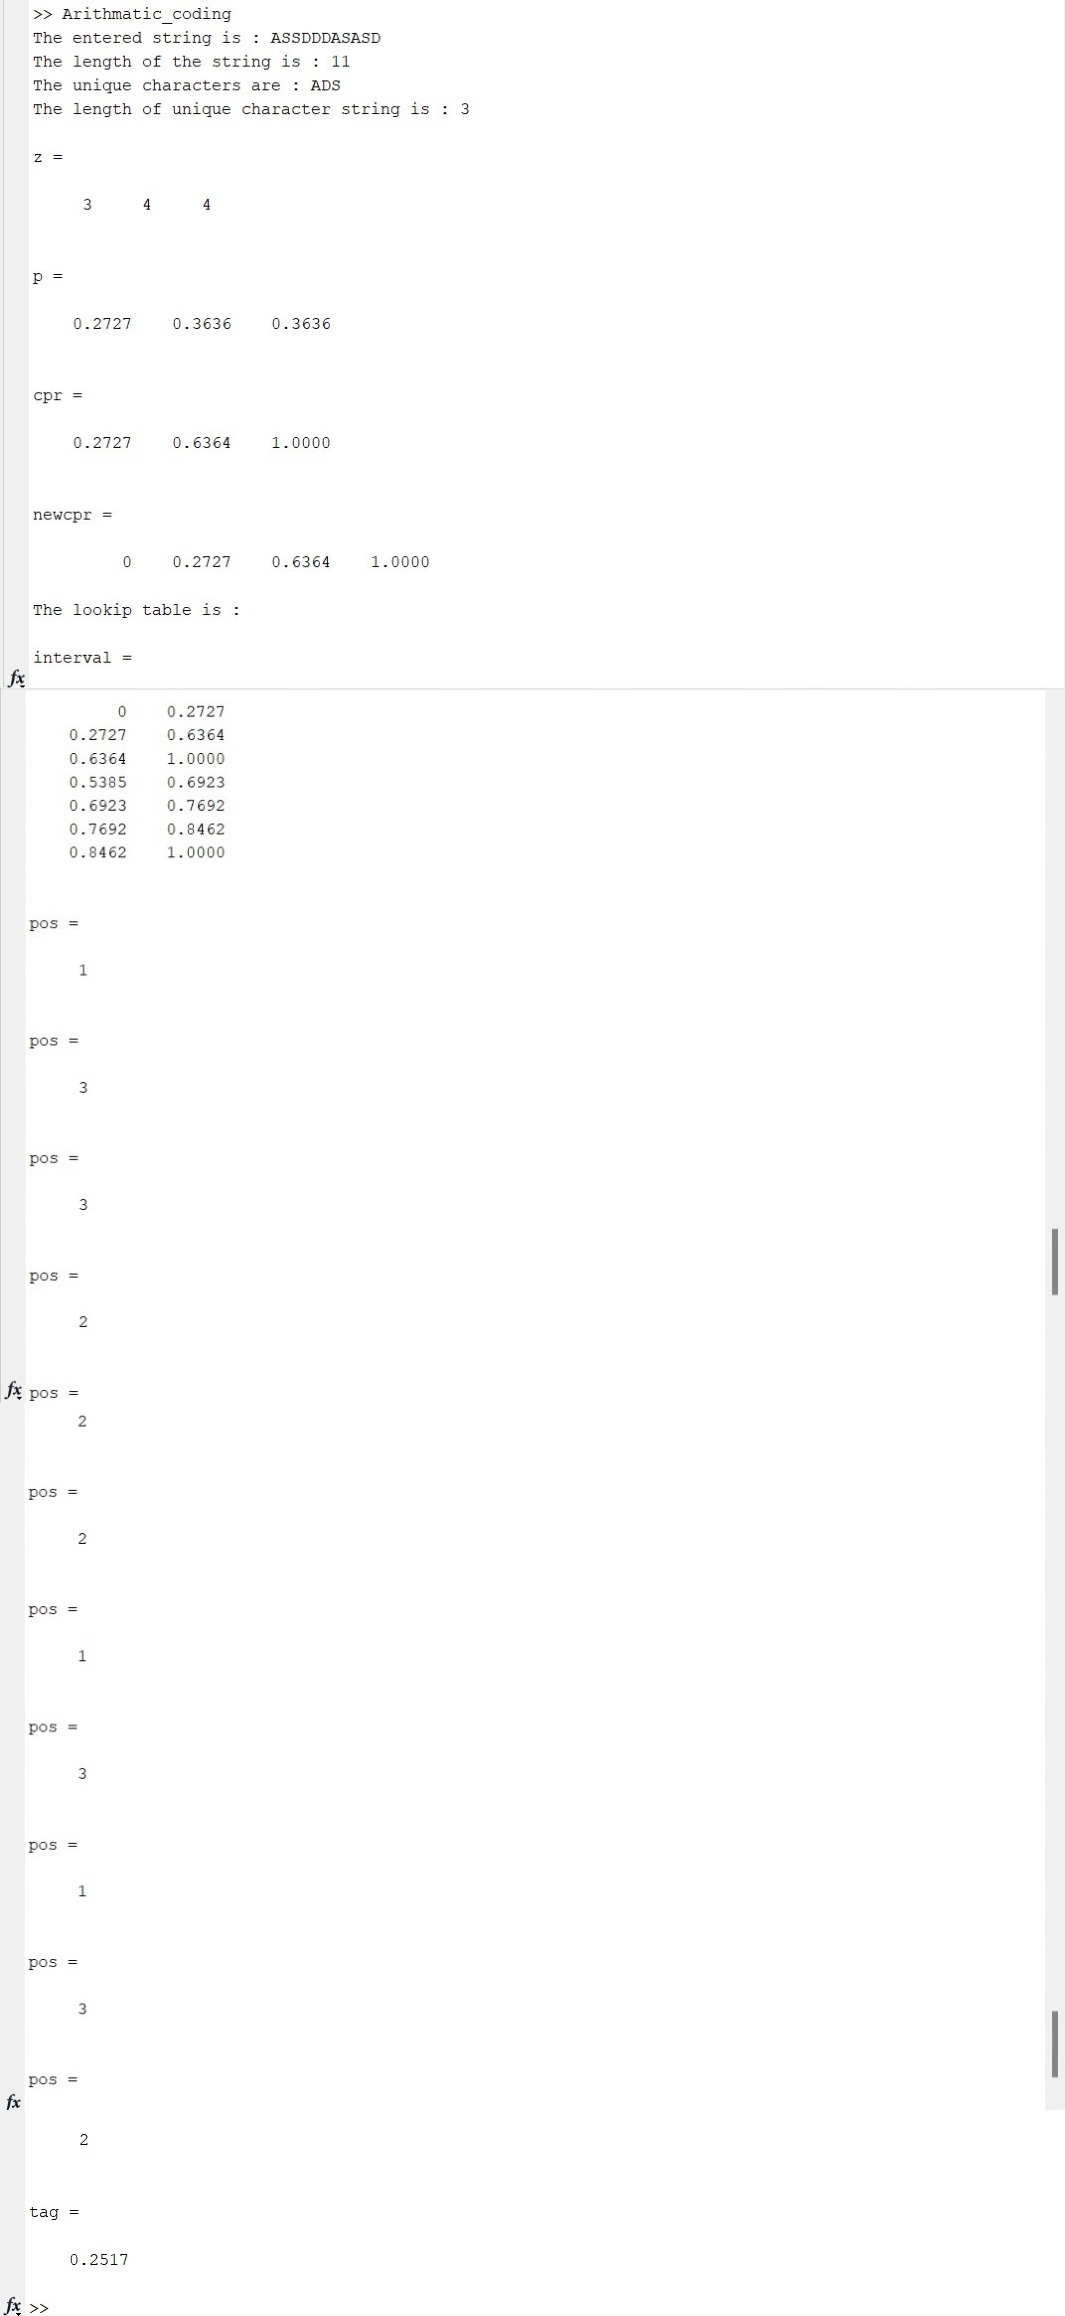 >> Arithmatic_coding
The entered string is : ASSDDDASASD
The length of the string is : 11
The unique characters are : ADS
The length of unique character string is : 3
z =
3 4 4
p =
0.2727 0.3636 0.3636
cpr =
0.2727 0.6364 1.0000
newcpr =
0 0.2727 0.6364 1.0000
The lookip table is :
interval =
fx
0 0.2727
0.2727 0.6364
0.6364 1.0000
0.5385 0.6923
0.6923 0.7692
0.7692 0.8462
0.8462 1.0000
pos =
1
pos =
3
pos =
3
pos =
2
fx pos =
2
pos =
2
pos =
1
pos =
3
pos =
1
pos =
3
pos =
fx
2
tag =
0.2517
fx >>